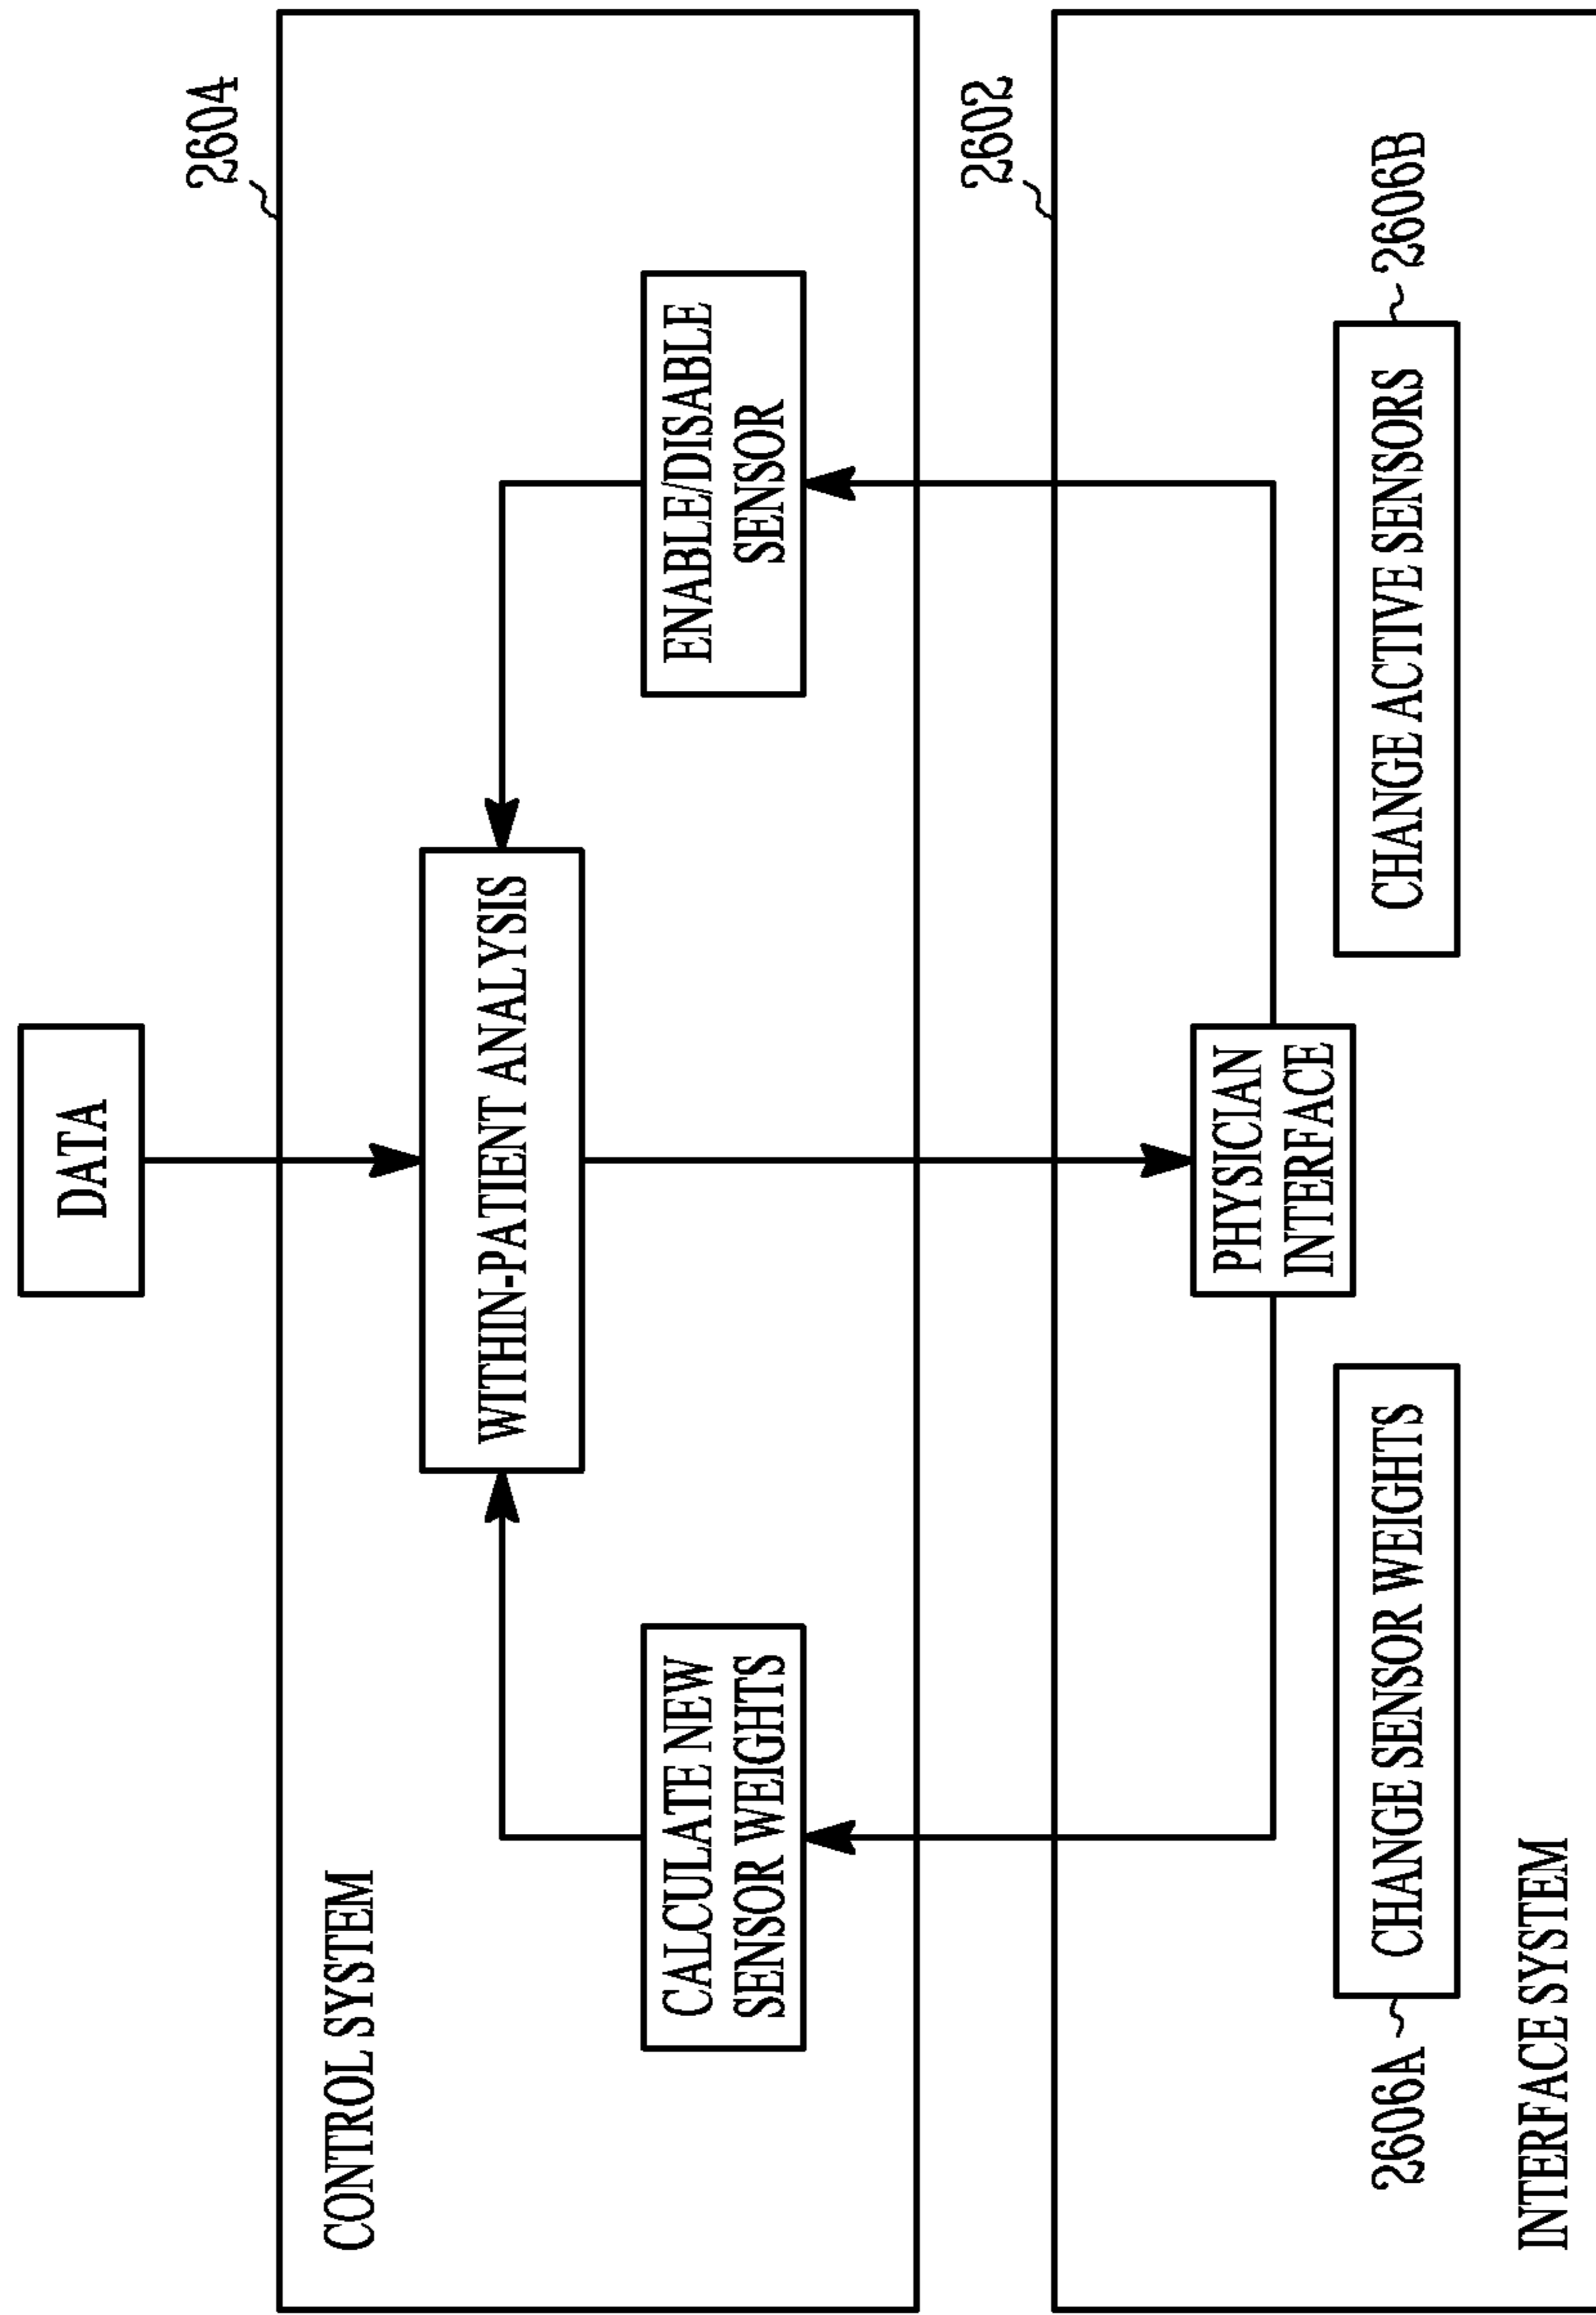 DATA
2604
CONTROL SYSTEM
WITHIN-PATIENT ANALYSIS
CALCULATE NEW
SENSOR WEIGHTS
ENABLE/DISABLE
SENSOR
2602
PHYSICIAN
INTERFACE
2606A
CHANGE SENSOR WEIGHTS
CHANGE ACTIVE SENSORS
2606B
INTERFACE SYSTEM